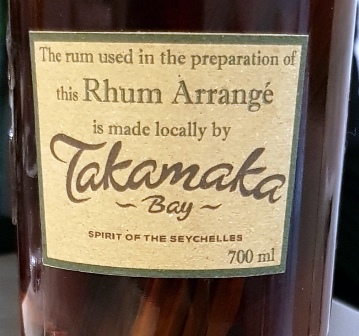 The rum used in the preparation of
this Rhum Arrangé
is made locally by
Takamaka
~ Bay ~
SPIRIT OF THE SEYCHELLES
700 ml